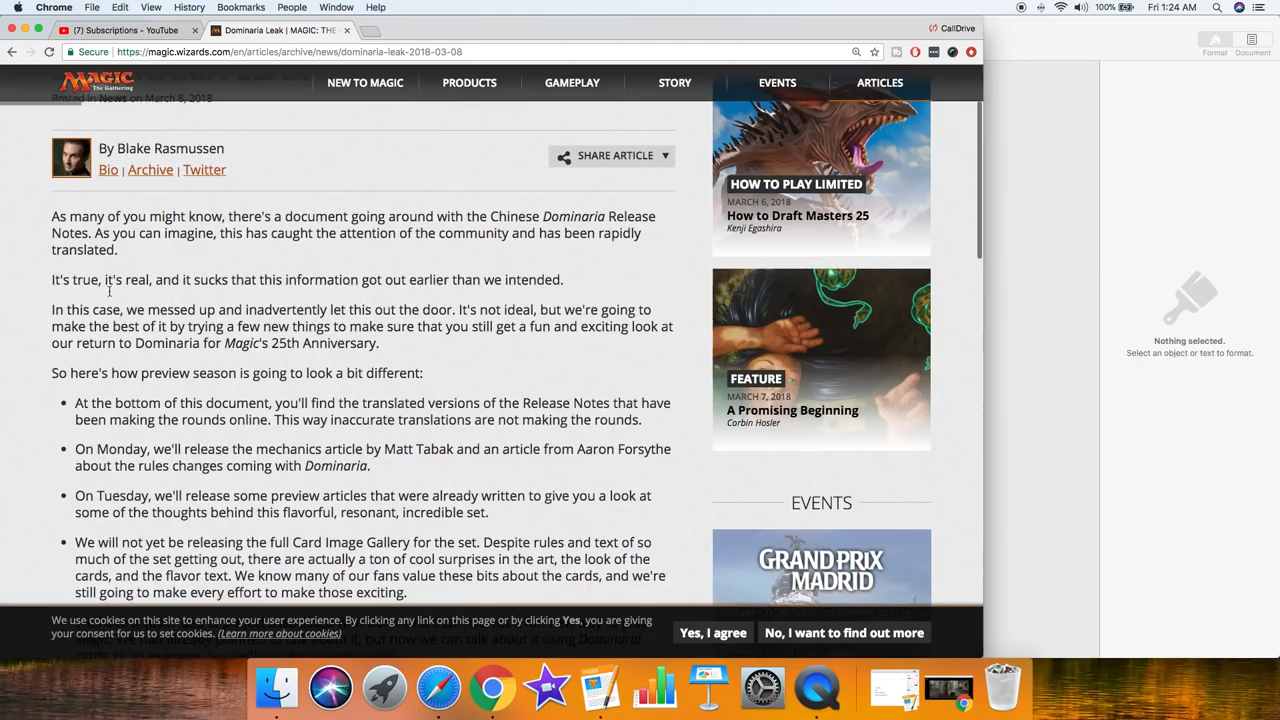 Chrome File Edit View History Bookmarks People Window Help 100% Fri 1:24 AM
(7) Subscriptions - YouTube × Dominaria Leak | MAGIC: THE × CallDrive
Secure | https://magic.wizards.com/en/articles/archive/news/dominaria-leak-2018-03-08
Format Document
MAGIC
The Gathering
NEW TO MAGIC PRODUCTS GAMEPLAY STORY EVENTS ARTICLES
Posted in News on March 8, 2018
By Blake Rasmussen
Bio | Archive | Twitter
SHARE ARTICLE
As many of you might know, there's a document going around with the Chinese Dominaria Release
Notes. As you can imagine, this has caught the attention of the community and has been rapidly
translated.
It's true, it's real, and it sucks that this information got out earlier than we intended.
In this case, we messed up and inadvertently let this out the door. It's not ideal, but we're going to
make the best of it by trying a few new things to make sure that you still get a fun and exciting look at
our return to Dominaria for Magic's 25th Anniversary.
So here's how preview season is going to look a bit different:
• At the bottom of this document, you'll find the translated versions of the Release Notes that have
been making the rounds online. This way inaccurate translations are not making the rounds.
• On Monday, we'll release the mechanics article by Matt Tabak and an article from Aaron Forsythe
about the rules changes coming with Dominaria.
• On Tuesday, we'll release some preview articles that were already written to give you a look at
some of the thoughts behind this flavorful, resonant, incredible set.
• We will not yet be releasing the full Card Image Gallery for the set. Despite rules and text of so
much of the set getting out, there are actually a ton of cool surprises in the art, the look of the
cards, and the flavor text. We know many of our fans value these bits about the cards, and we're
still going to make every effort to make those exciting.
HOW TO PLAY LIMITED
MARCH 6, 2018
How to Draft Masters 25
Kenji Egashira
FEATURE
MARCH 7, 2018
A Promising Beginning
Corbin Hosler
EVENTS
GRAND PRIX
MADRID
Nothing selected.
Select an object or text to format.
We use cookies on this site to enhance your user experience. By clicking any link on this page or by clicking Yes, you are giving
your consent for us to set cookies. (Learn more about cookies)
Yes, I agree
No, I want to find out more